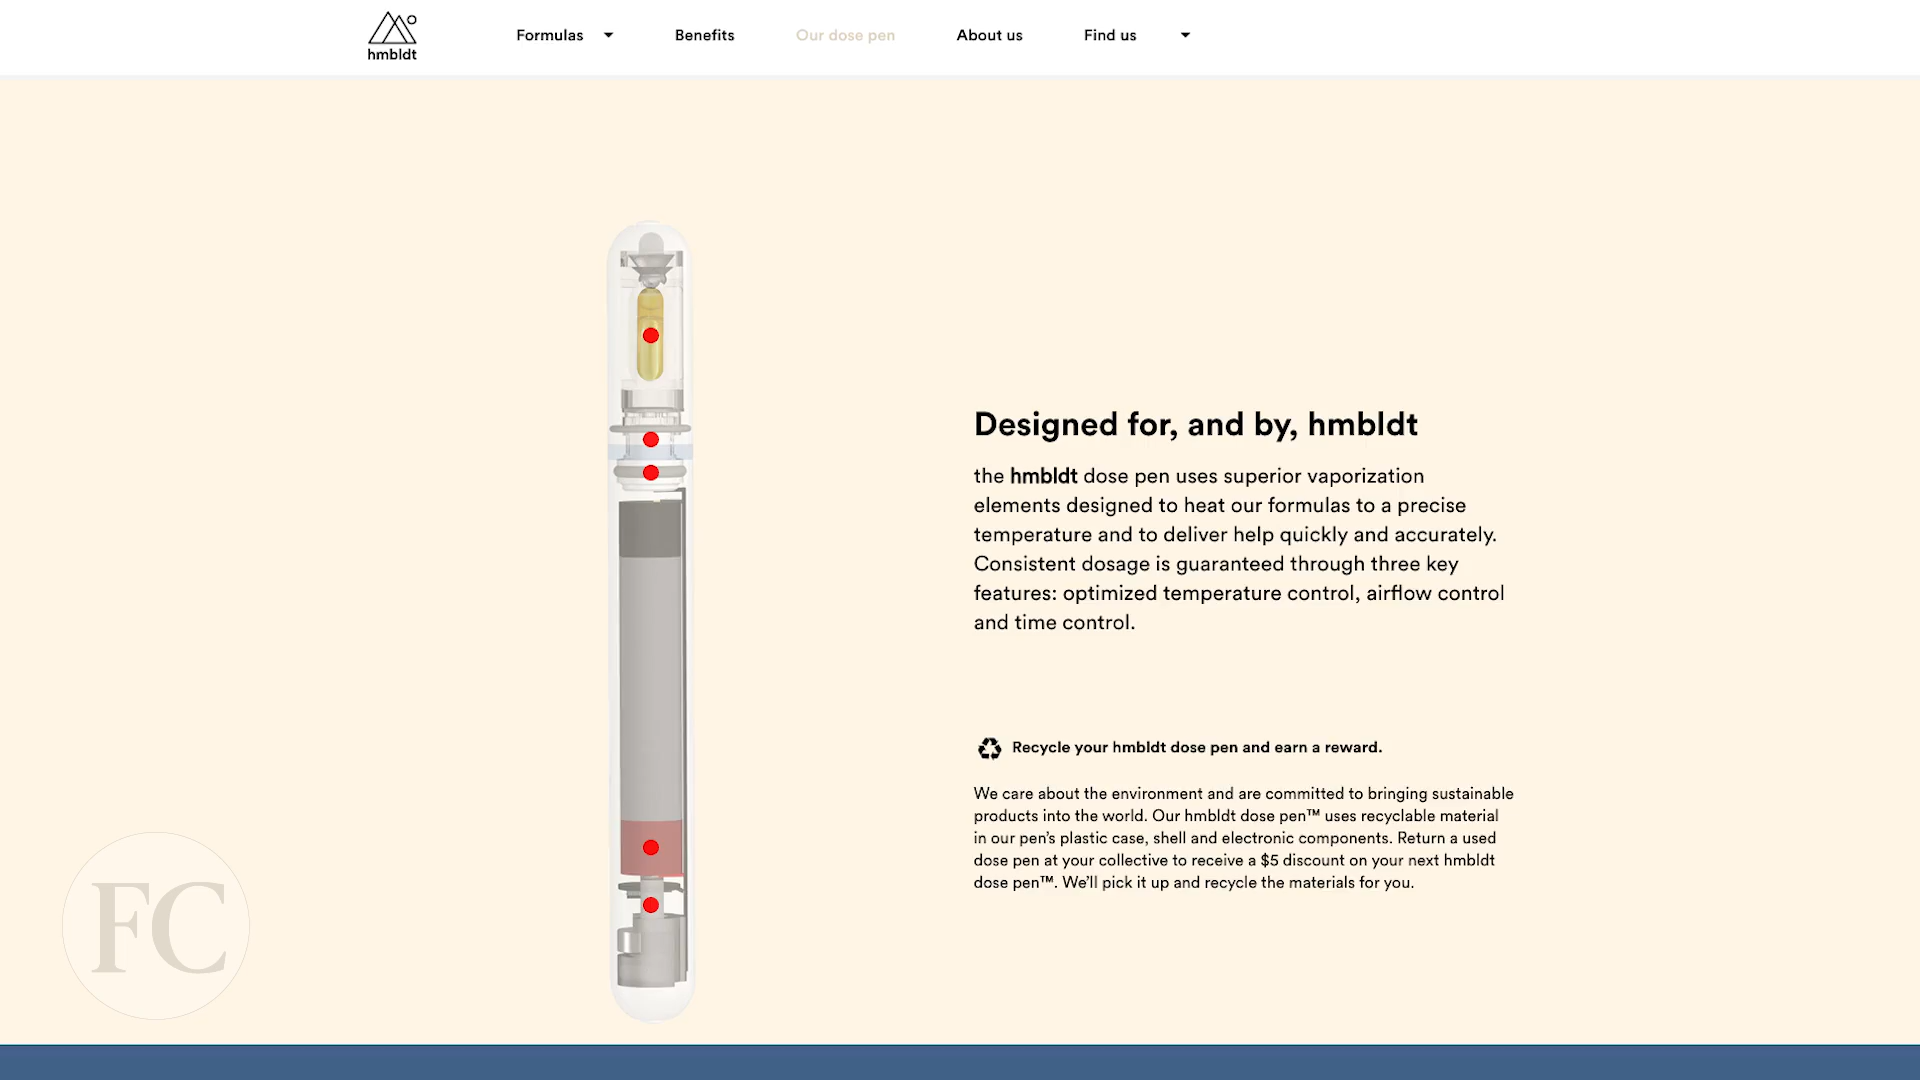 hmbldt
Formulas
Benefits
Our dose pen
About us
Find us
Designed for, and by, hmbldt
the hmbldt dose pen uses superior vaporization
elements designed to heat our formulas to a precise
temperature and to deliver help quickly and accurately.
Consistent dosage is guaranteed through three key
features: optimized temperature control, airflow control
and time control.
Recycle your hmbldt dose pen and earn a reward.
We care about the environment and are committed to bringing sustainable
products into the world. Our hmbldt dose pen™ uses recyclable material
in our pen’s plastic case, shell and electronic components. Return a used
dose pen at your collective to receive a $5 discount on your next hmbldt
dose pen™. We’ll pick it up and recycle the materials for you.
FC